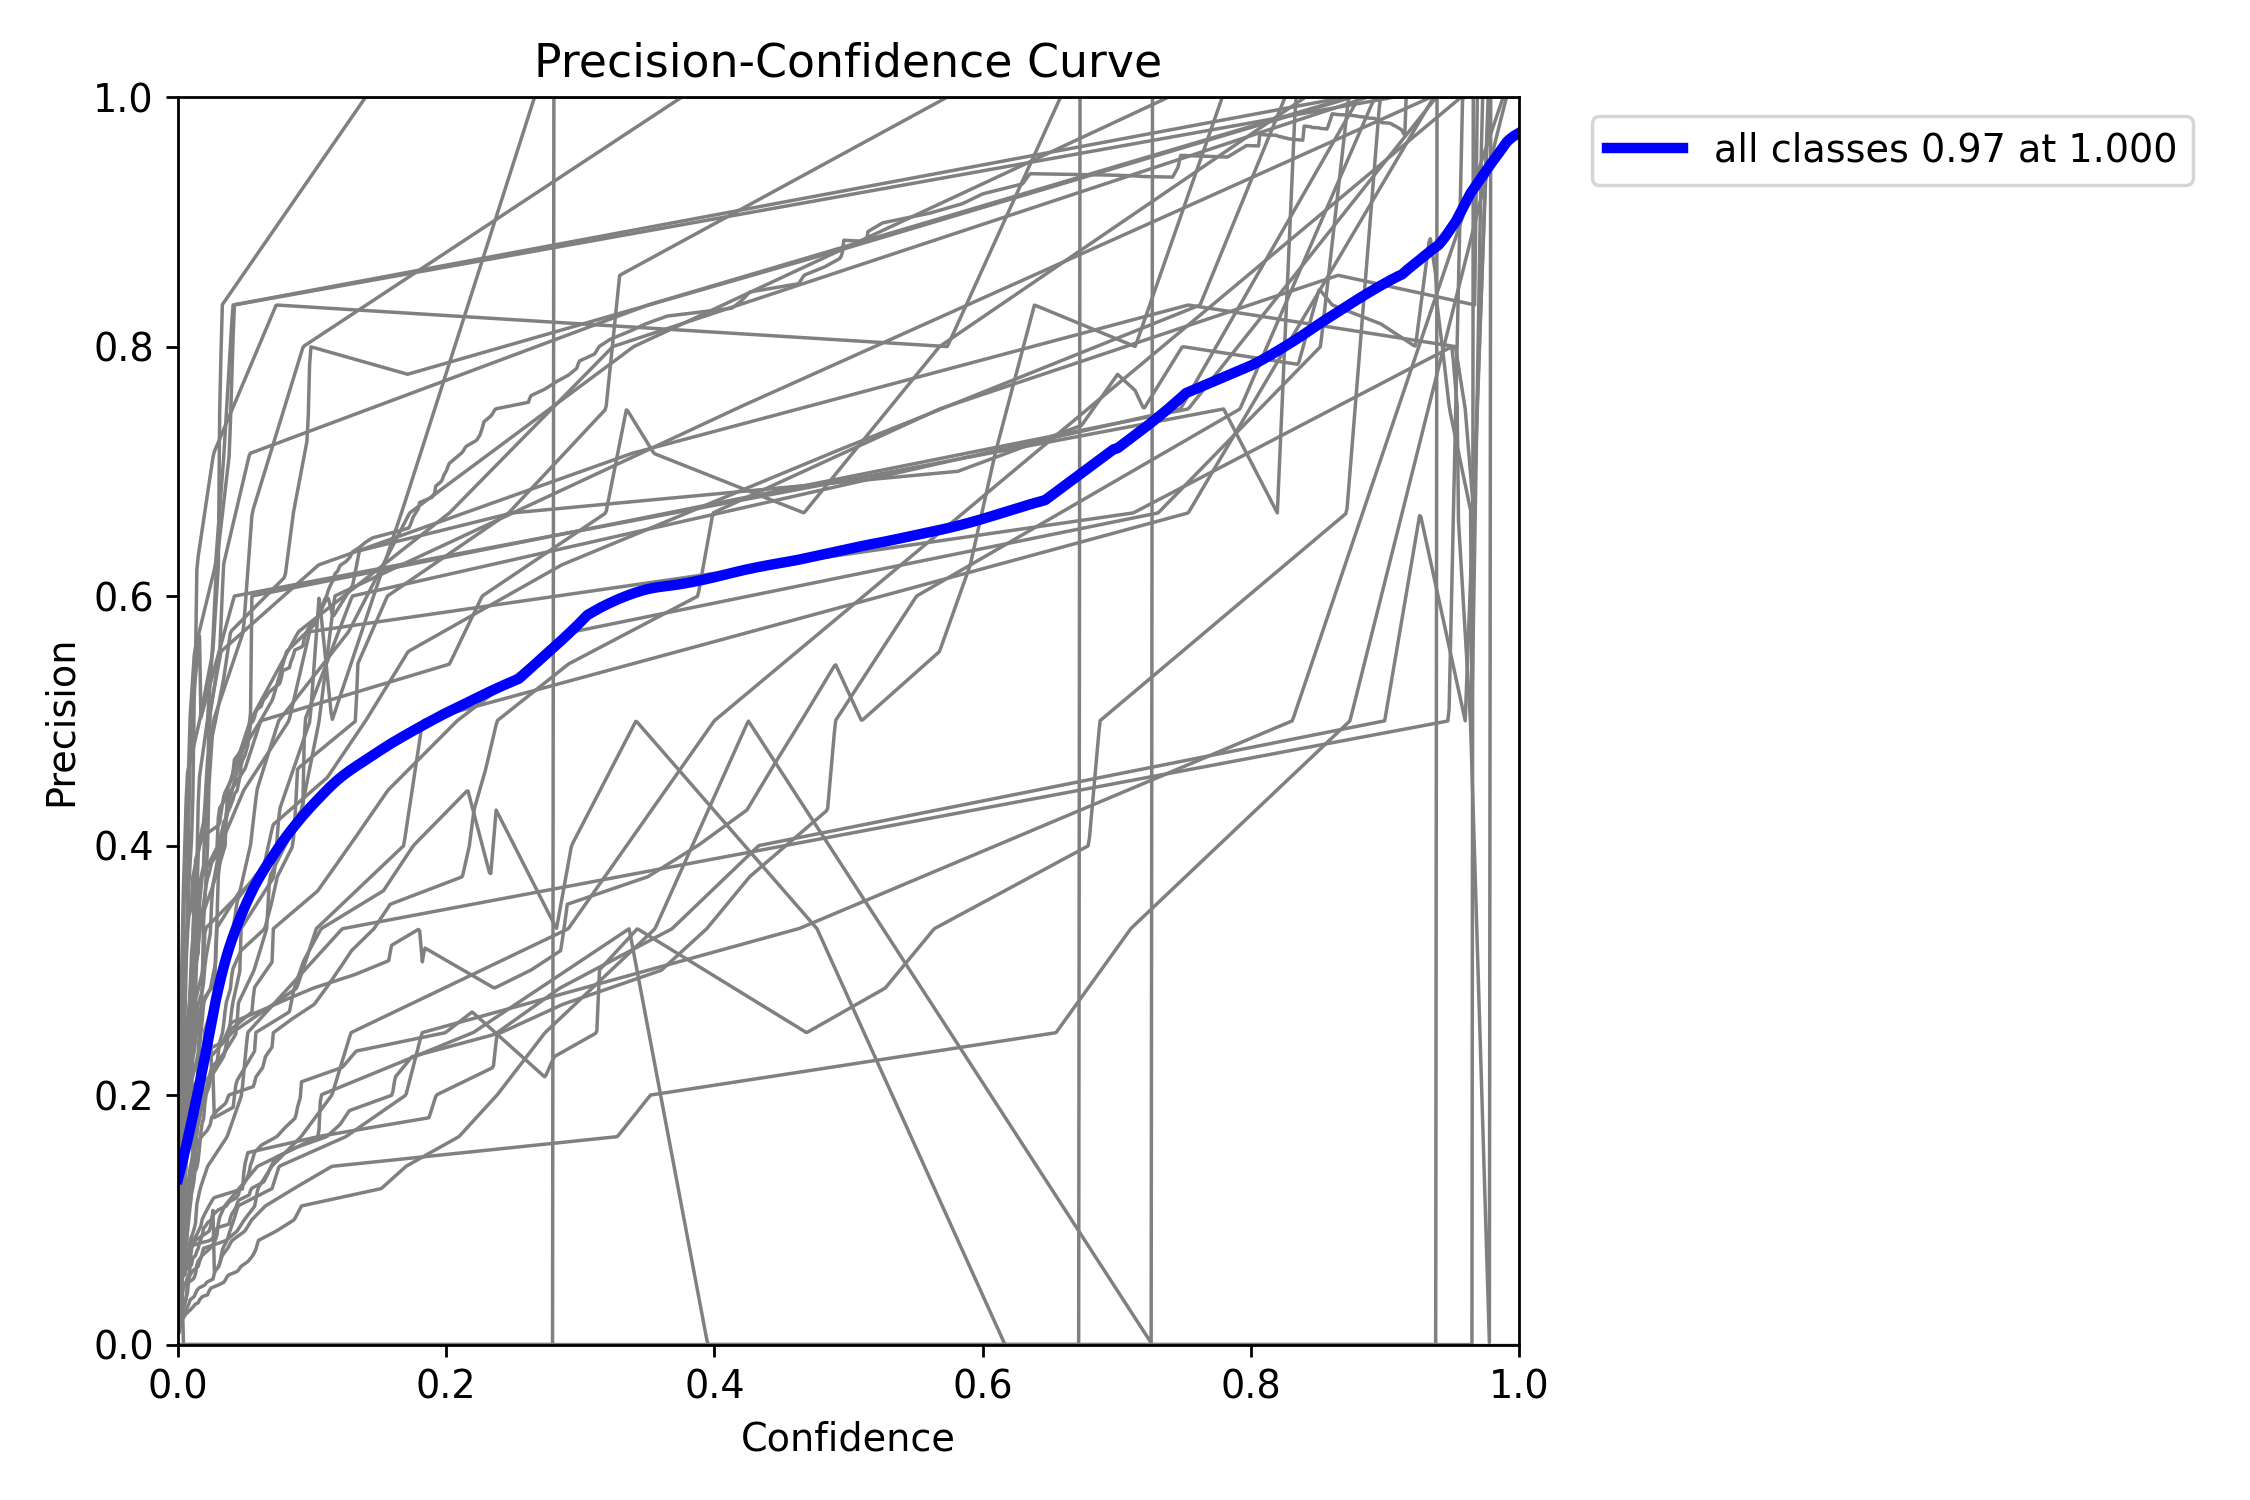 Precision-Confidence Curve
all classes 0.97 at 1.000
1.0
0.8
0.6
0.4
0.2
0.0
Precision
0.0 0.2 0.4 0.6 0.8 1.0
Confidence